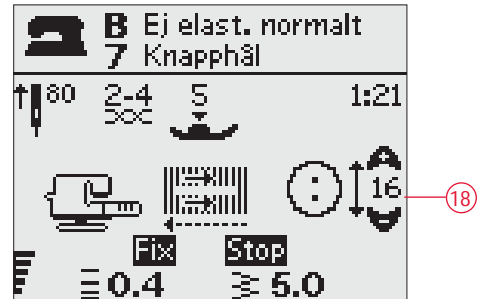 B Ej elast. normalt
7 Knapphål
80 2-4 5 1:21
16
18
Fix Stop
0.4 5.0